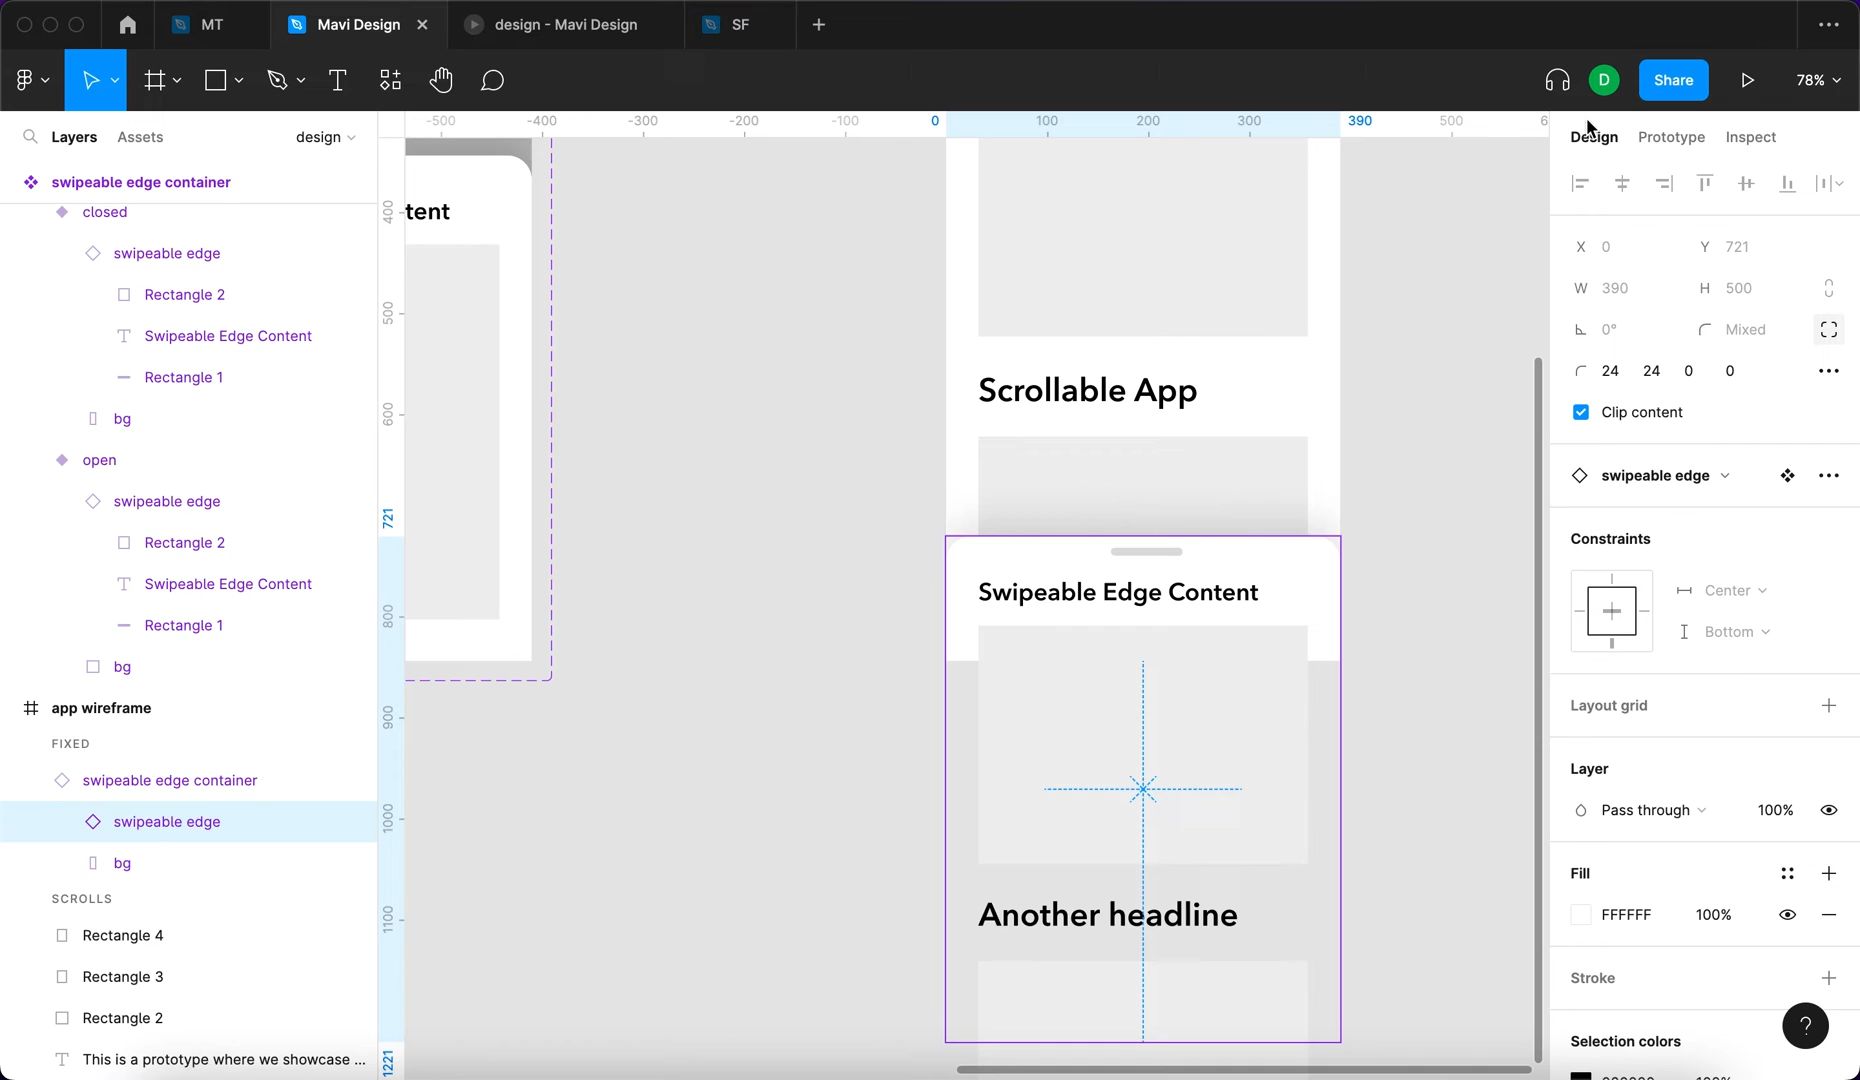 MT
Mavi Design
design - Mavi Design
SF
D
Share
78%
Layers
Assets
design
swipeable edge container
closed
swipeable edge
Rectangle 2
Swipeable Edge Content
Rectangle 1
bg
open
swipeable edge
Rectangle 2
Swipeable Edge Content
Rectangle 1
bg
app wireframe
FIXED
swipeable edge container
swipeable edge
bg
SCROLLS
Rectangle 4
Rectangle 3
Rectangle 2
This is a prototype where we showcase ...
-500 -400 -300 -200 -100 0 100 200 300 390 500 6
400
500
600
721
800
900
1000
1100
1221
tent
Scrollable App
Swipeable Edge Content
Another headline
Design
Prototype
Inspect
X 0
Y 721
W 390
H 500
0°
Mixed
24 24 0 0
Clip content
swipeable edge
Constraints
Center
Bottom
Layout grid
Layer
Pass through
100%
Fill
FFFFFF
100%
Stroke
?
Selection colors